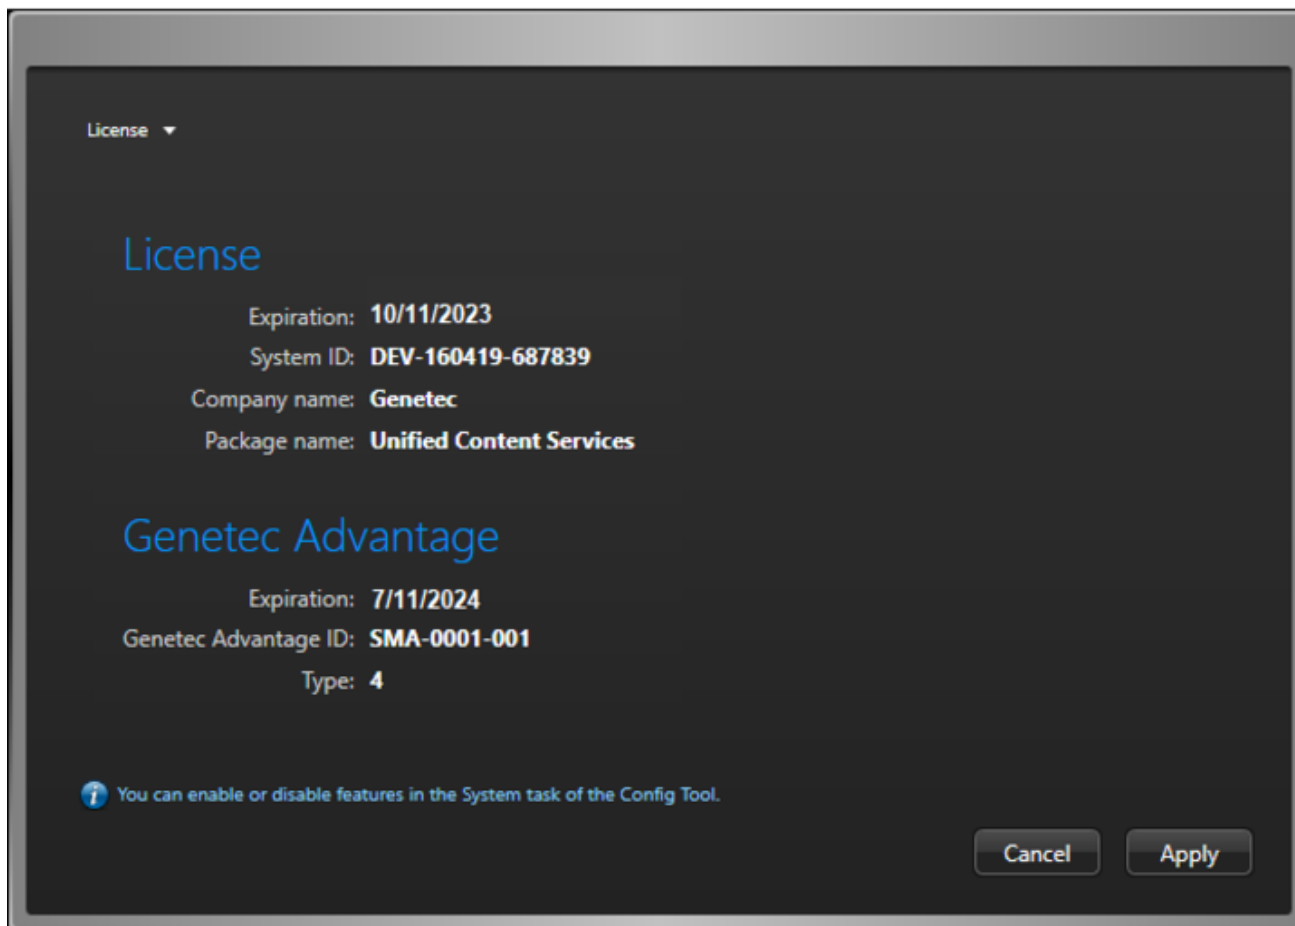 License
License
Expiration: 10/11/2023
System ID: DEV-160419-687839
Company name: Genetec
Package name: Unified Content Services
Genetec Advantage
Expiration: 7/11/2024
Genetec Advantage ID: SMA-0001-001
Type: 4
You can enable or disable features in the System task of the Config Tool.
Cancel Apply